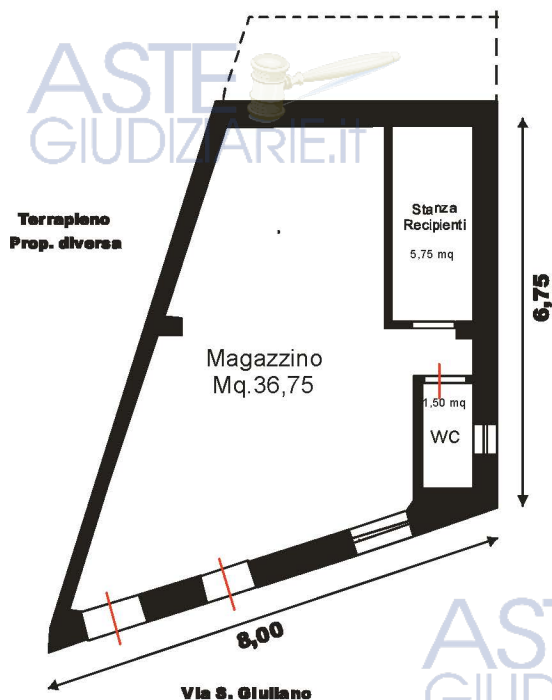 ASTE
GIUDIZIARIE.it
Terrapieno
Prop. diversa
Stanza
Recipienti
5,75 mq
6,75
Magazzino
Mq.36,75
1,50 mq
WC
8,00
Via S. Giuliano
ASTE
GIUDIZ